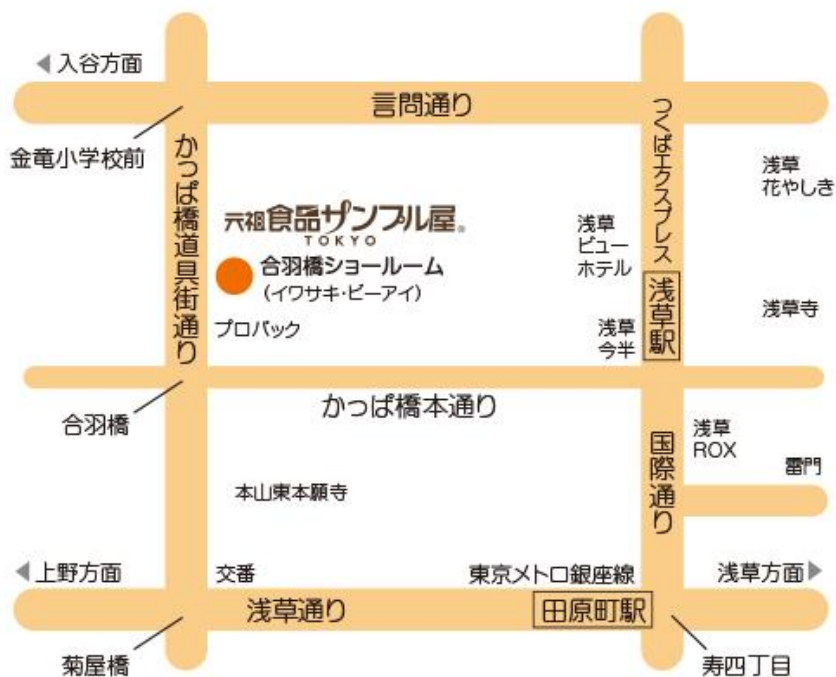 ◀入谷方面
言問通り
金竜小学校前
かっぱ橋道具街通り
つくばエクスプレス
浅草
花やしき
元祖食品サンプル屋®
TOKYO
合羽橋ショールーム
(イワサキ・ビーアイ)
浅草
ビュー
ホテル
浅草駅
浅草寺
プロパック
浅草
今半
合羽橋
かっぱ橋本通り
国際通り
浅草
ROX
雷門
本山東本願寺
◀上野方面
交番
東京メトロ銀座線
浅草方面▶
浅草通り
田原町駅
菊屋橋
寿四丁目